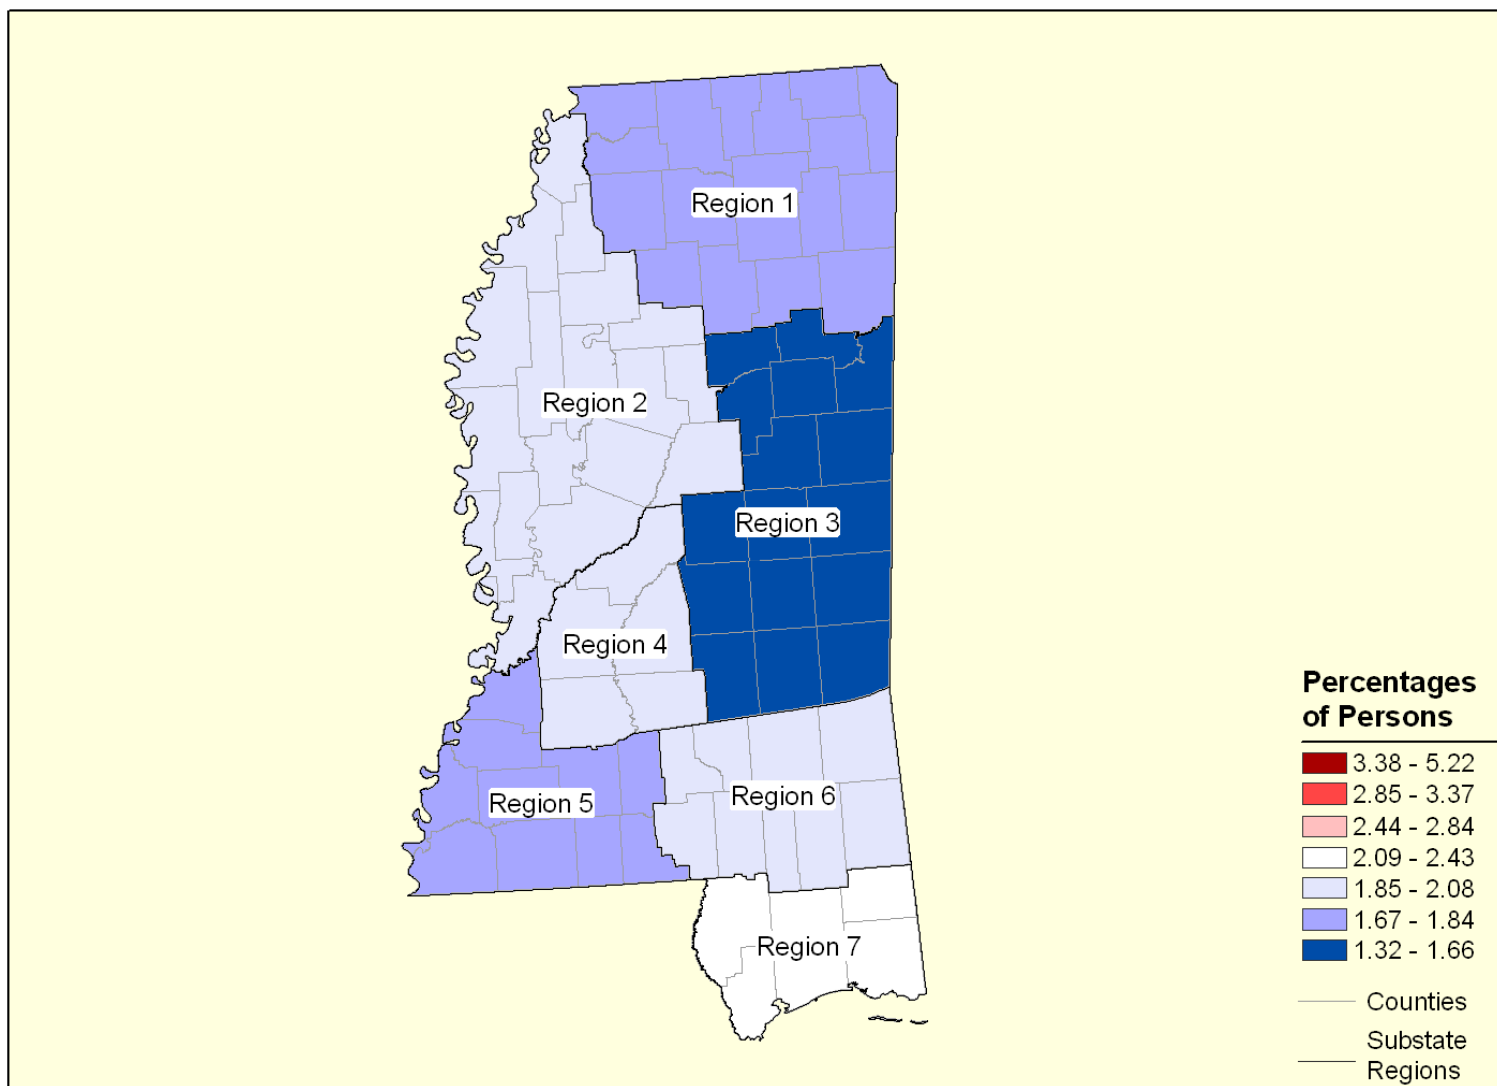 Region 1
Region 2
Region 3
Region 4
Region 5
Region 6
Region 7
Percentages
of Persons
3.38 - 5.22
2.85 - 3.37
2.44 - 2.84
2.09 - 2.43
1.85 - 2.08
1.67 - 1.84
1.32 - 1.66
Counties
Substate
Regions